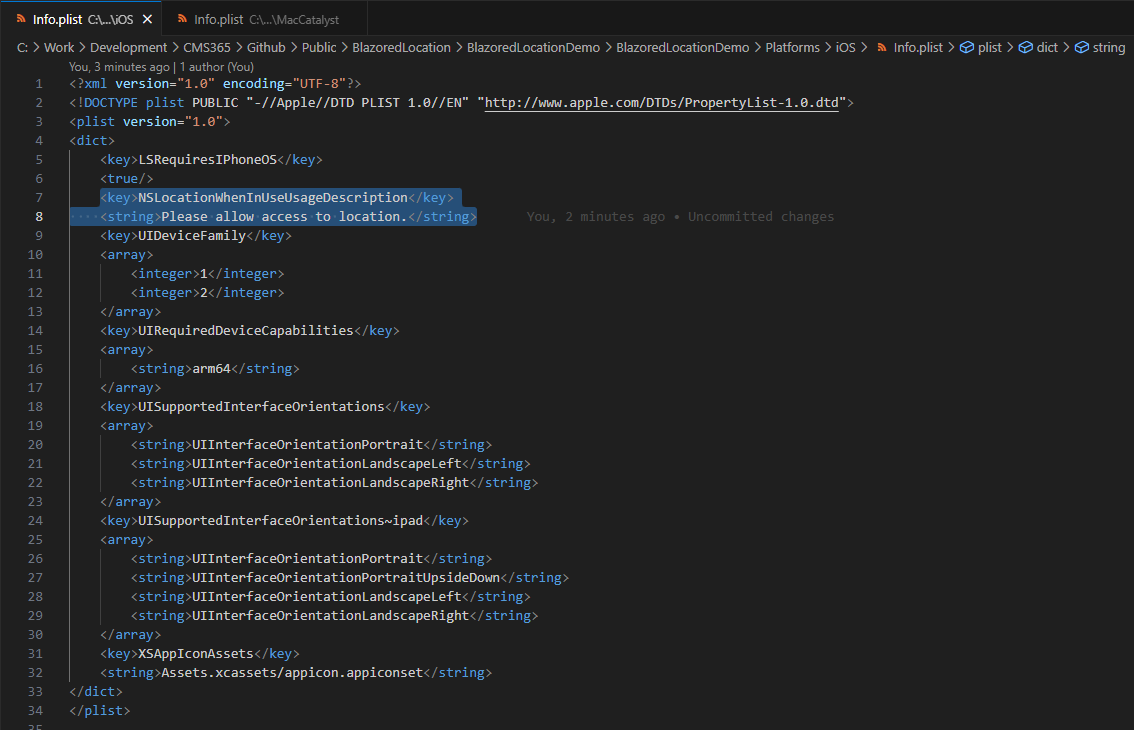 Info.plist C:\...\iOS Info.plist C:\...\MacCatalyst
C: > Work > Development > CMS365 > Github > Public > BlazoredLocation > BlazoredLocationDemo > BlazoredLocationDemo > Platforms > iOS > Info.plist > plist > dict > string
You, 3 minutes ago | 1 author (You)
1 <?xml version="1.0" encoding="UTF-8"?>
2 <!DOCTYPE plist PUBLIC "-//Apple//DTD PLIST 1.0//EN" "http://www.apple.com/DTDs/PropertyList-1.0.dtd">
3 <plist version="1.0">
4 <dict>
5 <key>LSRequiresIPhoneOS</key>
6 <true/>
7 <key>NSLocationWhenInUseUsageDescription</key>
8 <string>Please allow access to location.</string> You, 2 minutes ago • Uncommitted changes
9 <key>UIDeviceFamily</key>
10 <array>
11 <integer>1</integer>
12 <integer>2</integer>
13 </array>
14 <key>UIRequiredDeviceCapabilities</key>
15 <array>
16 <string>arm64</string>
17 </array>
18 <key>UISupportedInterfaceOrientations</key>
19 <array>
20 <string>UIInterfaceOrientationPortrait</string>
21 <string>UIInterfaceOrientationLandscapeLeft</string>
22 <string>UIInterfaceOrientationLandscapeRight</string>
23 </array>
24 <key>UISupportedInterfaceOrientations~ipad</key>
25 <array>
26 <string>UIInterfaceOrientationPortrait</string>
27 <string>UIInterfaceOrientationPortraitUpsideDown</string>
28 <string>UIInterfaceOrientationLandscapeLeft</string>
29 <string>UIInterfaceOrientationLandscapeRight</string>
30 </array>
31 <key>XSAppIconAssets</key>
32 <string>Assets.xcassets/appicon.appiconset</string>
33 </dict>
34 </plist>
35